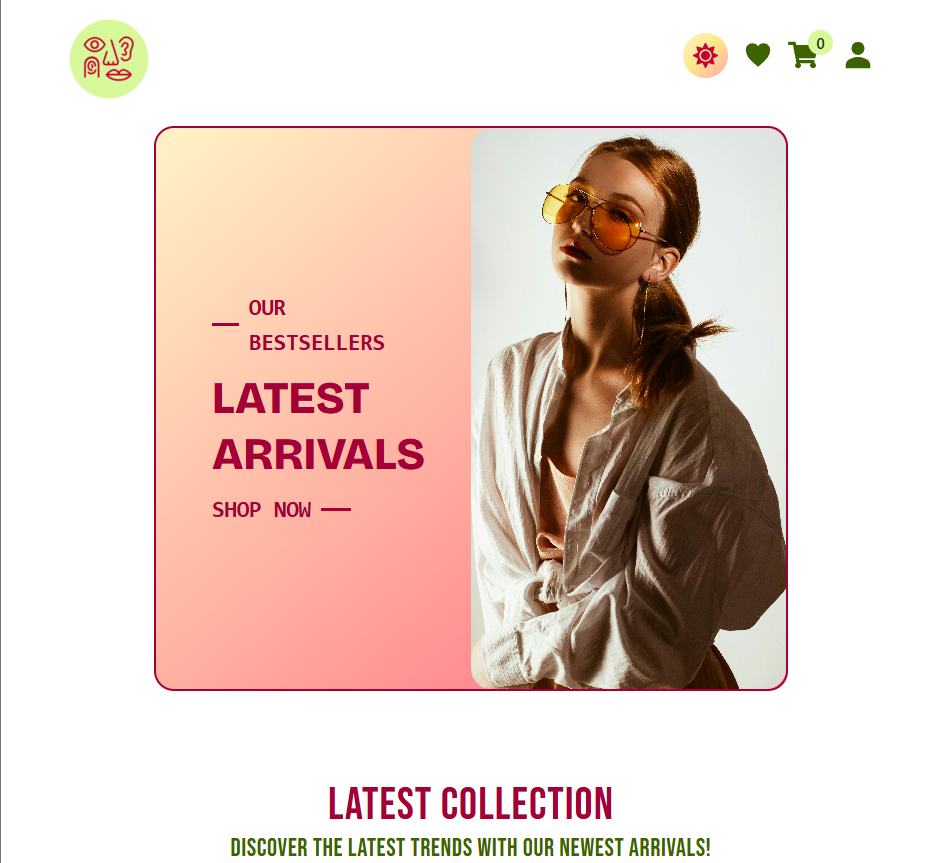 0
OUR
BESTSELLERS
LATEST
ARRIVALS
SHOP NOW
LATEST COLLECTION
DISCOVER THE LATEST TRENDS WITH OUR NEWEST ARRIVALS!